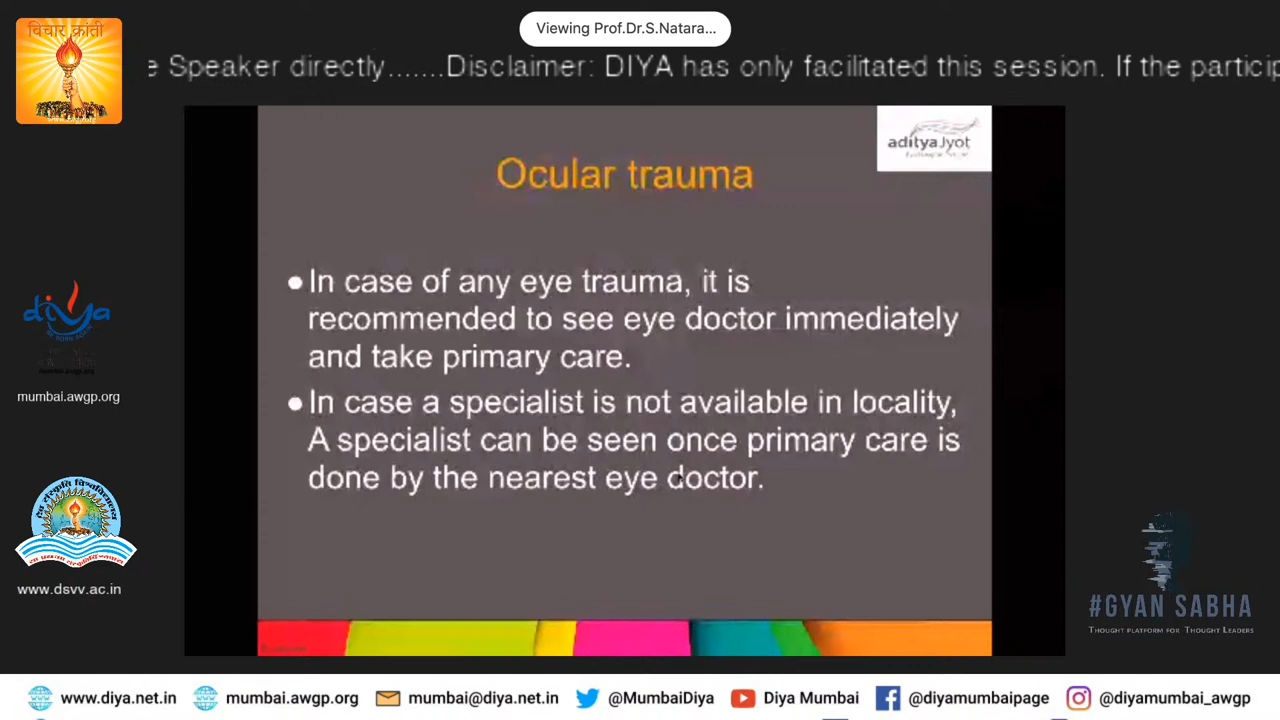 विचार क्रांती
www.awgp.org
Viewing Prof.Dr.S.Natara...
e Speaker directly.......Disclaimer: DIYA has only facilitated this session. If the particip
adityaJyot
Ocular trauma
●In case of any eye trauma, it is
recommended to see eye doctor immediately
and take primary care.
●In case a specialist is not available in locality,
A specialist can be seen once primary care is
done by the nearest eye doctor.
diya
mumbai.awgp.org
www.dsvv.ac.in
#GYAN SABHA
THOUGHT PLATFORM FOR THOUGHT LEADERS
www.diya.net.in
mumbai.awgp.org
mumbai@diya.net.in
@MumbaiDiya
Diya Mumbai
@diyamumbaipage
@diyamumbai_awgp